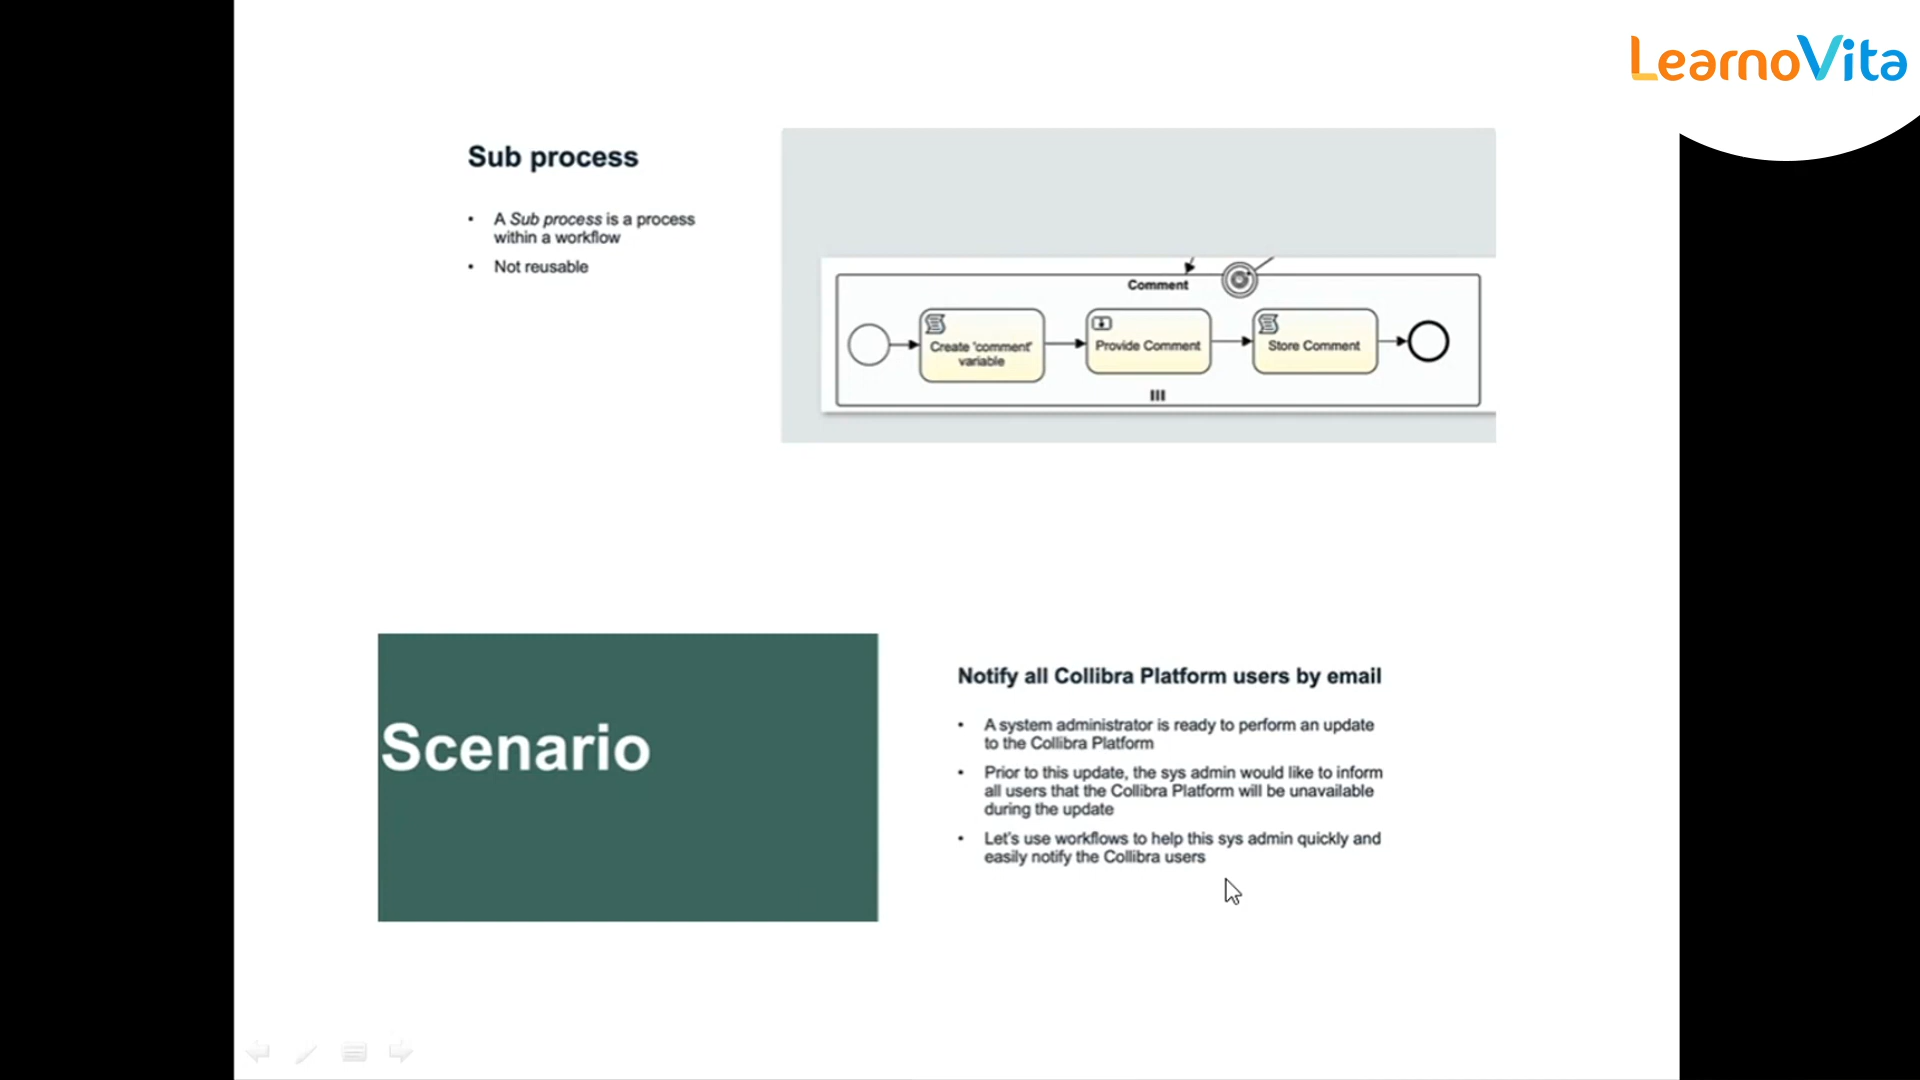 LearnoVita
Sub process
• A Sub process is a process
within a workflow
• Not reusable
Comment
Create 'comment'
variable
Provide Comment
Store Comment
Scenario
Notify all Collibra Platform users by email
• A system administrator is ready to perform an update
to the Collibra Platform
• Prior to this update, the sys admin would like to inform
all users that the Collibra Platform will be unavailable
during the update
• Let's use workflows to help this sys admin quickly and
easily notify the Collibra users